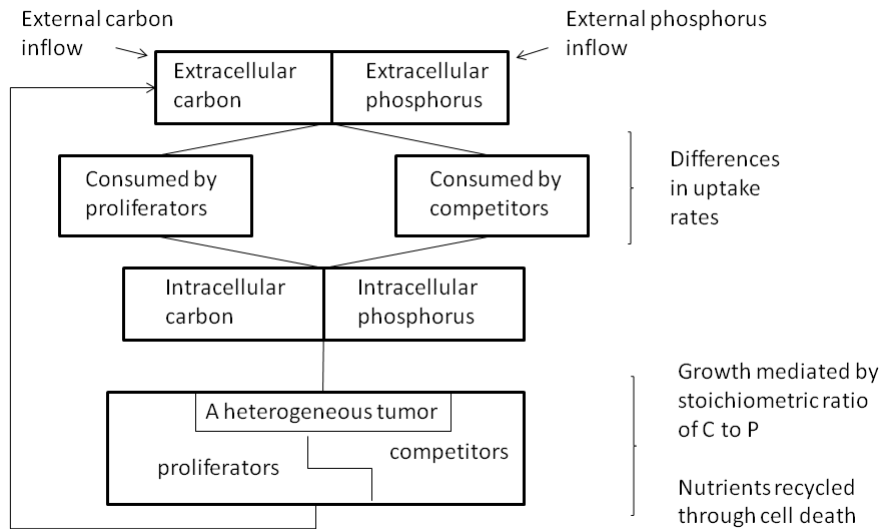 External carbon
inflow
External phosphorus
inflow
Extracellular
carbon
Extracellular
phosphorus
Consumed by
proliferators
Consumed by
competitors
Differences
in uptake
rates
Intracellular
carbon
Intracellular
phosphorus
A heterogeneous tumor
proliferators
competitors
Growth mediated by
stoichiometric ratio
of C to P
Nutrients recycled
through cell death